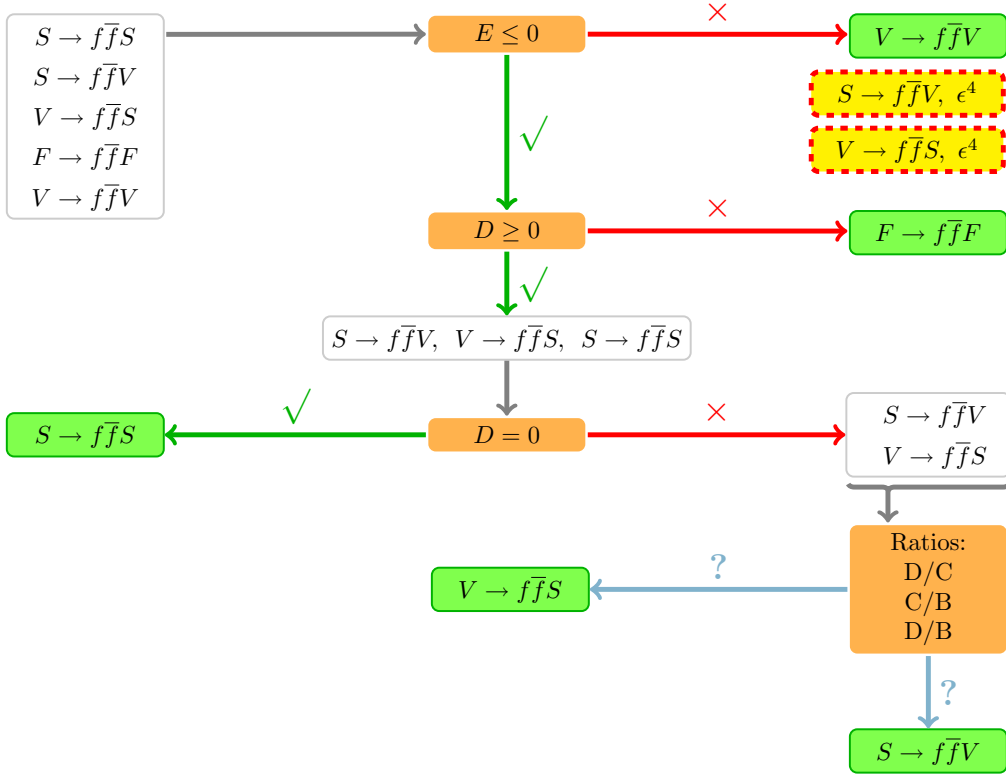 S → f f̅ S
S → f f̅ V
V → f f̅ S
F → f f̅ F
V → f f̅ V
E ≤ 0
×
V → f f̅ V
S → f f̅ V, ϵ⁴
V → f f̅ S, ϵ⁴
√
D ≥ 0
×
F → f f̅ F
√
S → f f̅ V, V → f f̅ S, S → f f̅ S
S → f f̅ S
√
D = 0
×
S → f f̅ V
V → f f̅ S
Ratios:
D/C
C/B
D/B
?
V → f f̅ S
?
S → f f̅ V